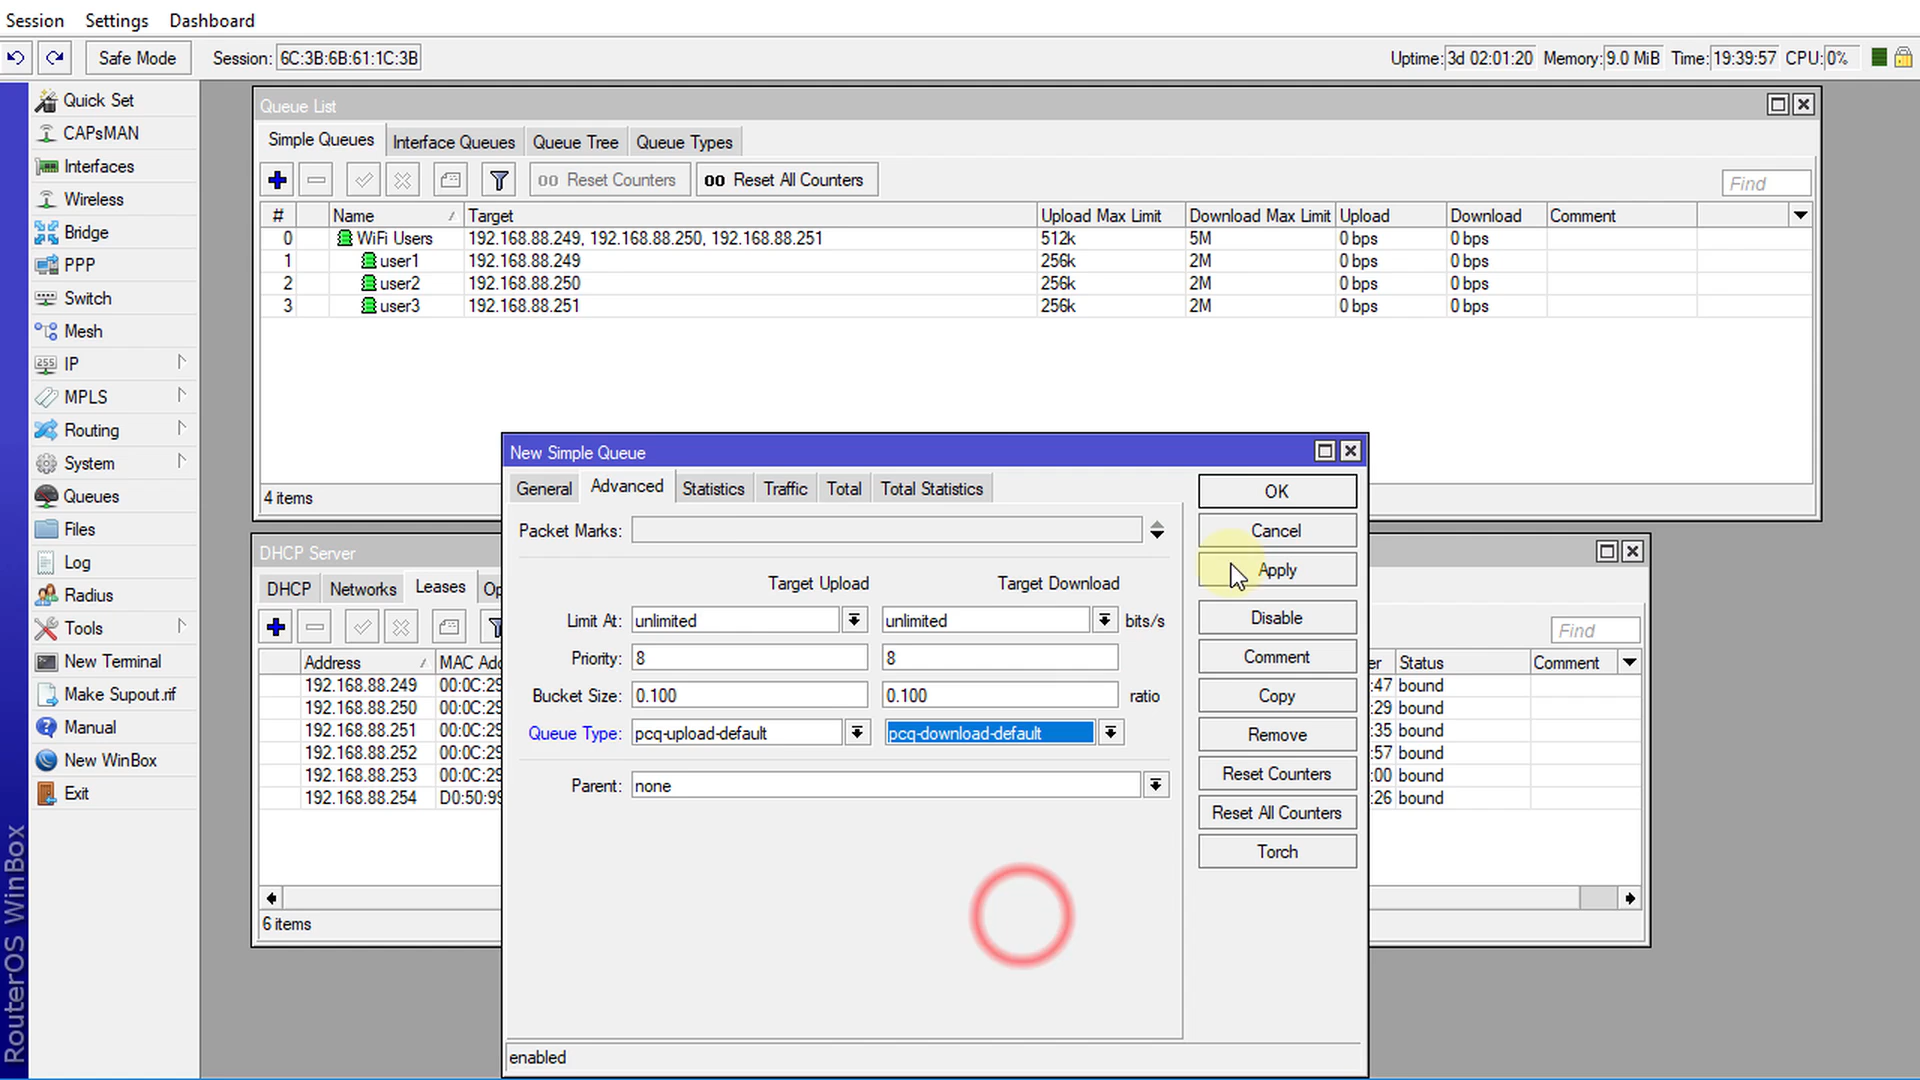 Session Settings Dashboard
Safe Mode Session: 6C:3B:6B:61:1C:3B Uptime: 3d 02:01:20 Memory: 9.0 MiB Time: 19:39:57 CPU: 0%
Quick Set
CAPsMAN
Interfaces
Wireless
Bridge
PPP
Switch
Mesh
IP
MPLS
Routing
System
Queues
Files
Log
Radius
Tools
New Terminal
Make Supout.rif
Manual
New WinBox
Exit
RouterOS WinBox
Queue List
Simple Queues Interface Queues Queue Tree Queue Types
00 Reset Counters 00 Reset All Counters Find
# Name Target Upload Max Limit Download Max Limit Upload Download Comment
0 WiFi Users 192.168.88.249, 192.168.88.250, 192.168.88.251 512k 5M 0 bps 0 bps
1 user1 192.168.88.249 256k 2M 0 bps 0 bps
2 user2 192.168.88.250 256k 2M 0 bps 0 bps
3 user3 192.168.88.251 256k 2M 0 bps 0 bps
4 items
DHCP Server
DHCP Networks Leases Op
Find
Address MAC Add er Status Comment
192.168.88.249 00:0C:29 :47 bound
192.168.88.250 00:0C:29 :29 bound
192.168.88.251 00:0C:29 :35 bound
192.168.88.252 00:0C:29 :57 bound
192.168.88.253 00:0C:29 :00 bound
192.168.88.254 D0:50:99 :26 bound
6 items
New Simple Queue
General Advanced Statistics Traffic Total Total Statistics
Packet Marks:
Target Upload Target Download
Limit At: unlimited unlimited bits/s
Priority: 8 8
Bucket Size: 0.100 0.100 ratio
Queue Type: pcq-upload-default pcq-download-default
Parent: none
OK
Cancel
Apply
Disable
Comment
Copy
Remove
Reset Counters
Reset All Counters
Torch
enabled